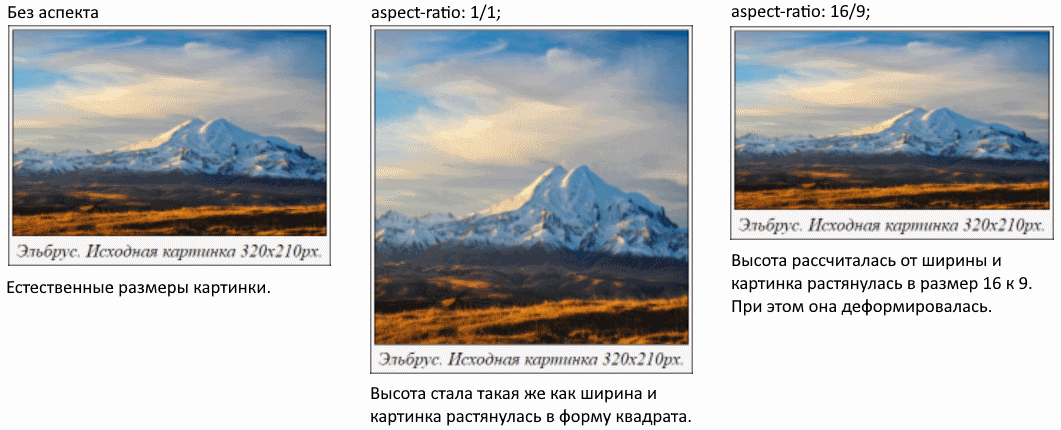 Без аспекта
Эльбрус. Исходная картинка 320x210px.
Естественные размеры картинки.
aspect-ratio: 1/1;
Эльбрус. Исходная картинка 320x210px.
Высота стала такая же как ширина и
картинка растянулась в форму квадрата.
aspect-ratio: 16/9;
Эльбрус. Исходная картинка 320x210px.
Высота рассчиталась от ширины и
картинка растянулась в размер 16 к 9.
При этом она деформировалась.